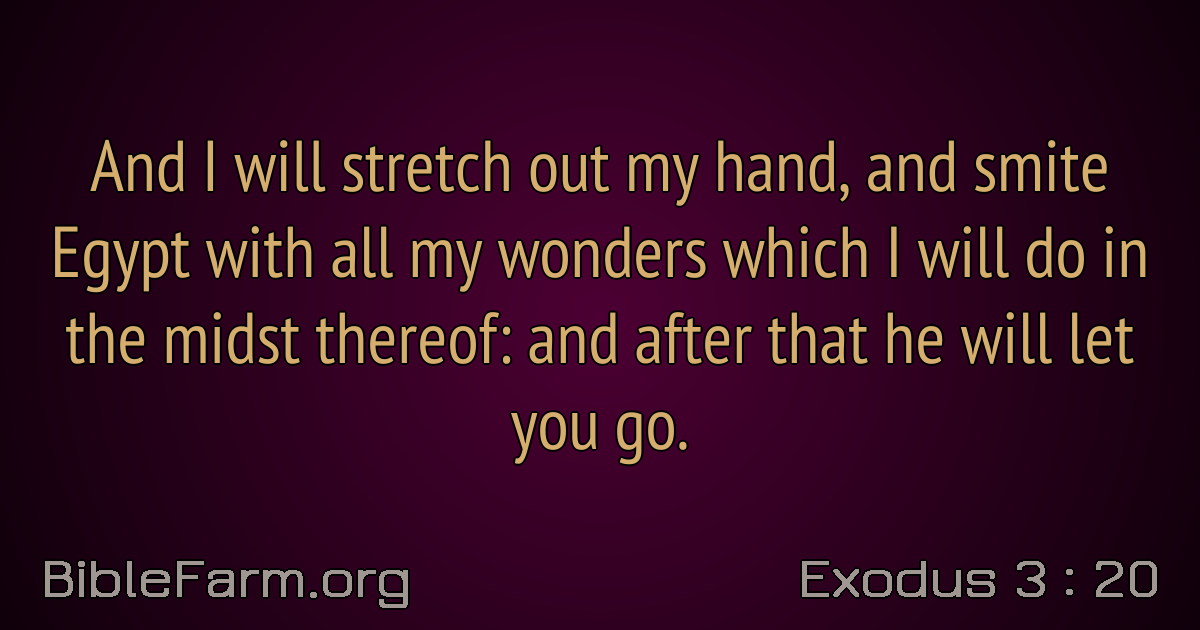 And I will stretch out my hand, and smite
Egypt with all my wonders which I will do in
the midst thereof: and after that he will let
you go.
BibleFarm.org
Exodus 3 : 20